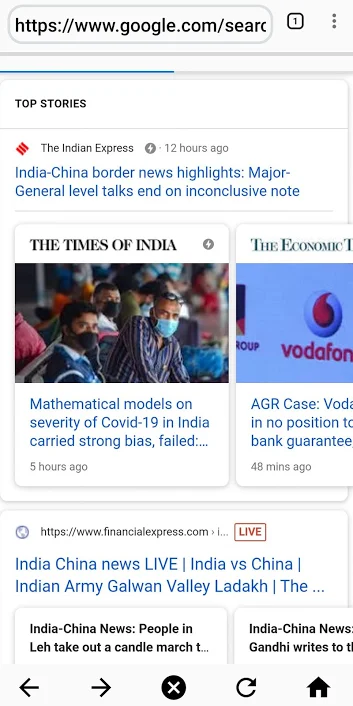 https://www.google.com/searc
1
TOP STORIES
The Indian Express · 12 hours ago
India-China border news highlights: Major-
General level talks end on inconclusive note
THE TIMES OF INDIA
Mathematical models on
severity of Covid-19 in India
carried strong bias, failed:...
5 hours ago
THE ECONOMIC T
ROUP
vodafon
AGR Case: Voda
in no position to
bank guarantee,
48 mins ago
https://www.financialexpress.com › i... LIVE
India China news LIVE | India vs China |
Indian Army Galwan Valley Ladakh | The ...
India-China News: People in
Leh take out a candle march t...
India-China News:
Gandhi writes to th